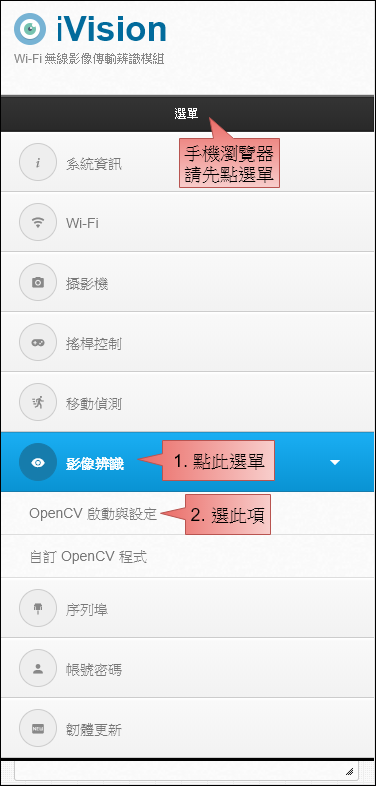 iVision
Wi-Fi 無線影像傳輸辨識模組
選單
手機瀏覽器
請先點選單
系統資訊
Wi-Fi
攝影機
搖桿控制
移動偵測
影像辨識
1. 點此選單
OpenCV 啟動與設定
2. 選此項
自訂 OpenCV 程式
序列埠
帳號密碼
NEW
韌體更新